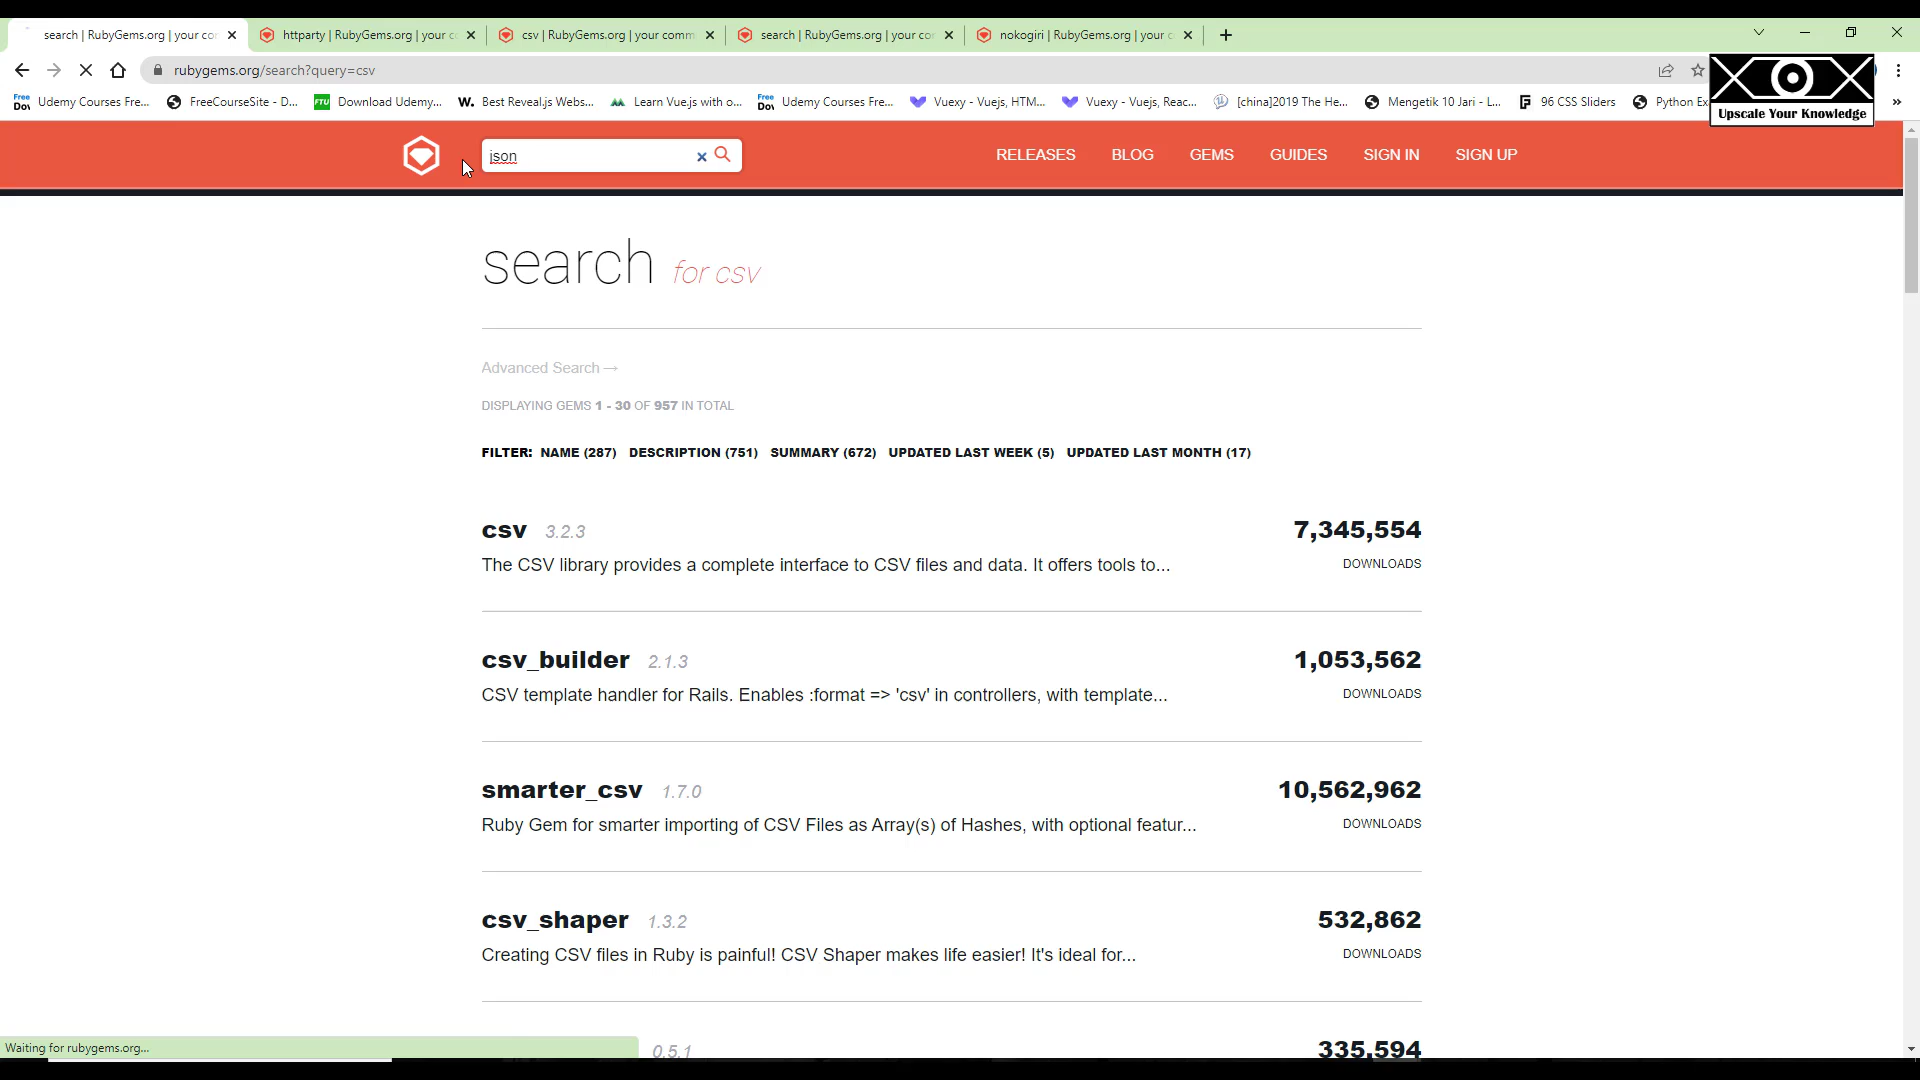 search | RubyGems.org | your co
httparty | RubyGems.org | your c
csv | RubyGems.org | your comm
search | RubyGems.org | your co
nokogiri | RubyGems.org | your c
rubygems.org/search?query=csv
Udemy Courses Fre...
FreeCourseSite - D...
FTU
Download Udemy...
W.
Best Reveal.js Webs...
Learn Vue.js with o...
Udemy Courses Fre...
Vuexy - Vuejs, HTM...
Vuexy - Vuejs, Reac...
[china]2019 The He...
Mengetik 10 Jari - L...
96 CSS Sliders
Python Ex
»
XOX
Upscale Your Knowledge
json
RELEASES
BLOG
GEMS
GUIDES
SIGN IN
SIGN UP
search for csv
Advanced Search →
DISPLAYING GEMS 1 - 30 OF 957 IN TOTAL
FILTER: NAME (287) DESCRIPTION (751) SUMMARY (672) UPDATED LAST WEEK (5) UPDATED LAST MONTH (17)
csv 3.2.3
7,345,554
The CSV library provides a complete interface to CSV files and data. It offers tools to...
DOWNLOADS
csv_builder 2.1.3
1,053,562
CSV template handler for Rails. Enables :format => 'csv' in controllers, with template...
DOWNLOADS
smarter_csv 1.7.0
10,562,962
Ruby Gem for smarter importing of CSV Files as Array(s) of Hashes, with optional featur...
DOWNLOADS
csv_shaper 1.3.2
532,862
Creating CSV files in Ruby is painful! CSV Shaper makes life easier! It's ideal for...
DOWNLOADS
0.5.1
335,594
Waiting for rubygems.org...